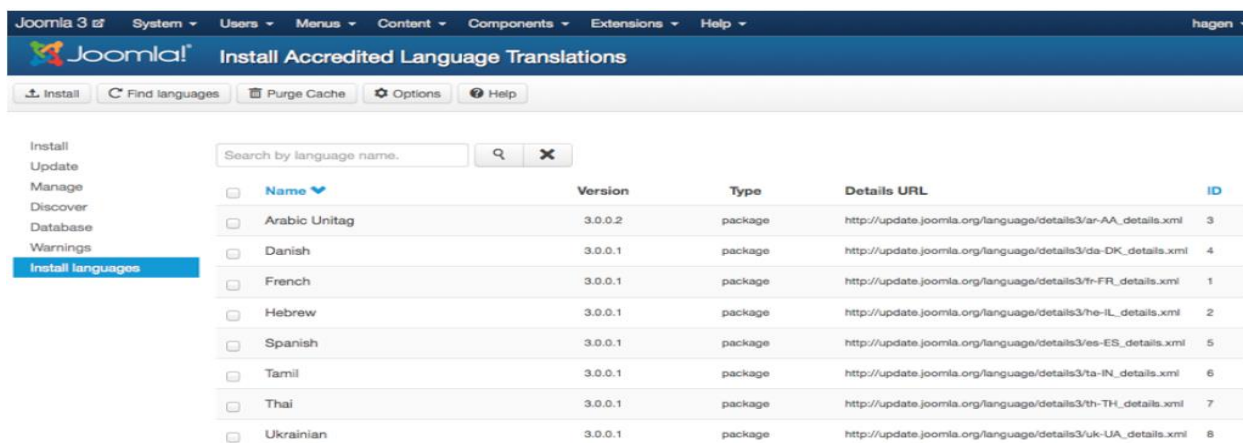 Joomla 3 System Users Menus Content Components Extensions Help hagen
Joomla! Install Accredited Language Translations
Install Find languages Purge Cache Options Help
Install
Update
Manage
Discover
Database
Warnings
Install languages
Search by language name.
Name Version Type Details URL ID
Arabic Unitag 3.0.0.2 package http://update.joomla.org/language/details3/ar-AA_details.xml 3
Danish 3.0.0.1 package http://update.joomla.org/language/details3/da-DK_details.xml 4
French 3.0.0.1 package http://update.joomla.org/language/details3/fr-FR_details.xml 1
Hebrew 3.0.0.1 package http://update.joomla.org/language/details3/he-IL_details.xml 2
Spanish 3.0.0.1 package http://update.joomla.org/language/details3/es-ES_details.xml 5
Tamil 3.0.0.1 package http://update.joomla.org/language/details3/ta-IN_details.xml 6
Thai 3.0.0.1 package http://update.joomla.org/language/details3/th-TH_details.xml 7
Ukrainian 3.0.0.1 package http://update.joomla.org/language/details3/uk-UA_details.xml 8